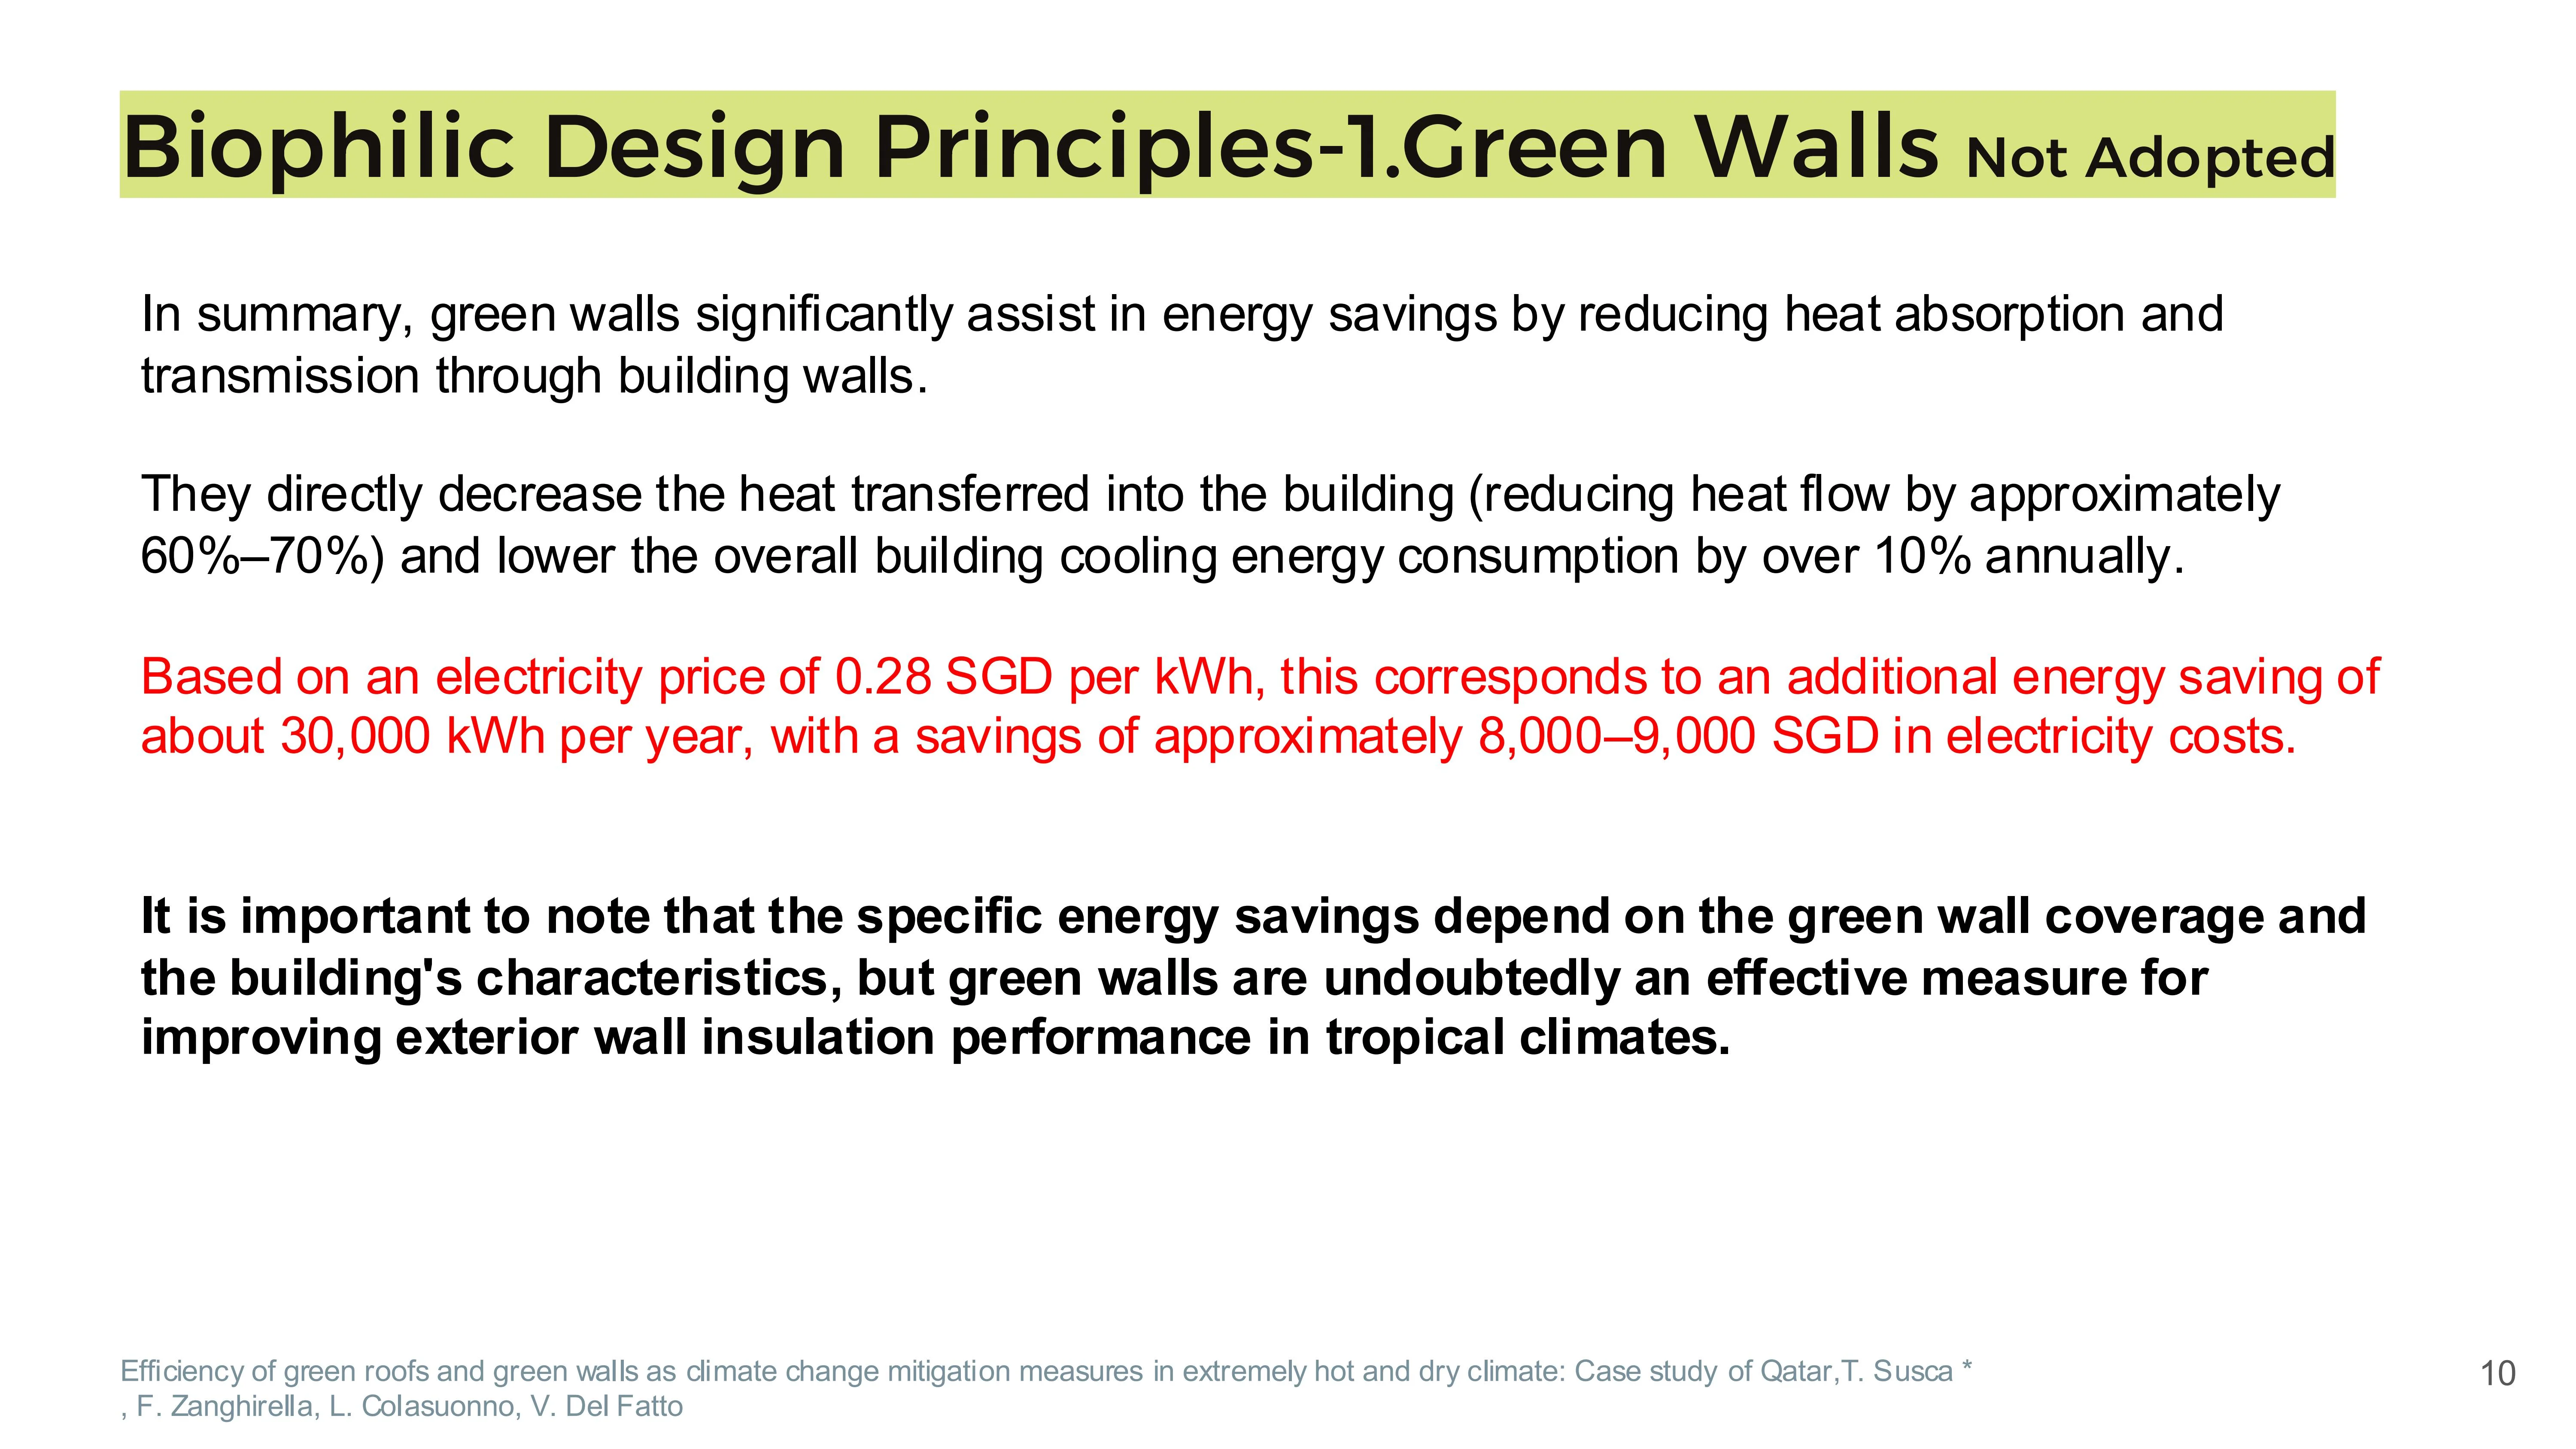 Biophilic Design Principles-1.Green Walls Not Adopted
In summary, green walls significantly assist in energy savings by reducing heat absorption and
transmission through building walls.
They directly decrease the heat transferred into the building (reducing heat flow by approximately
60%–70%) and lower the overall building cooling energy consumption by over 10% annually.
Based on an electricity price of 0.28 SGD per kWh, this corresponds to an additional energy saving of
about 30,000 kWh per year, with a savings of approximately 8,000–9,000 SGD in electricity costs.
It is important to note that the specific energy savings depend on the green wall coverage and
the building's characteristics, but green walls are undoubtedly an effective measure for
improving exterior wall insulation performance in tropical climates.
Efficiency of green roofs and green walls as climate change mitigation measures in extremely hot and dry climate: Case study of Qatar,T. Susca *
, F. Zanghirella, L. Colasuonno, V. Del Fatto
10